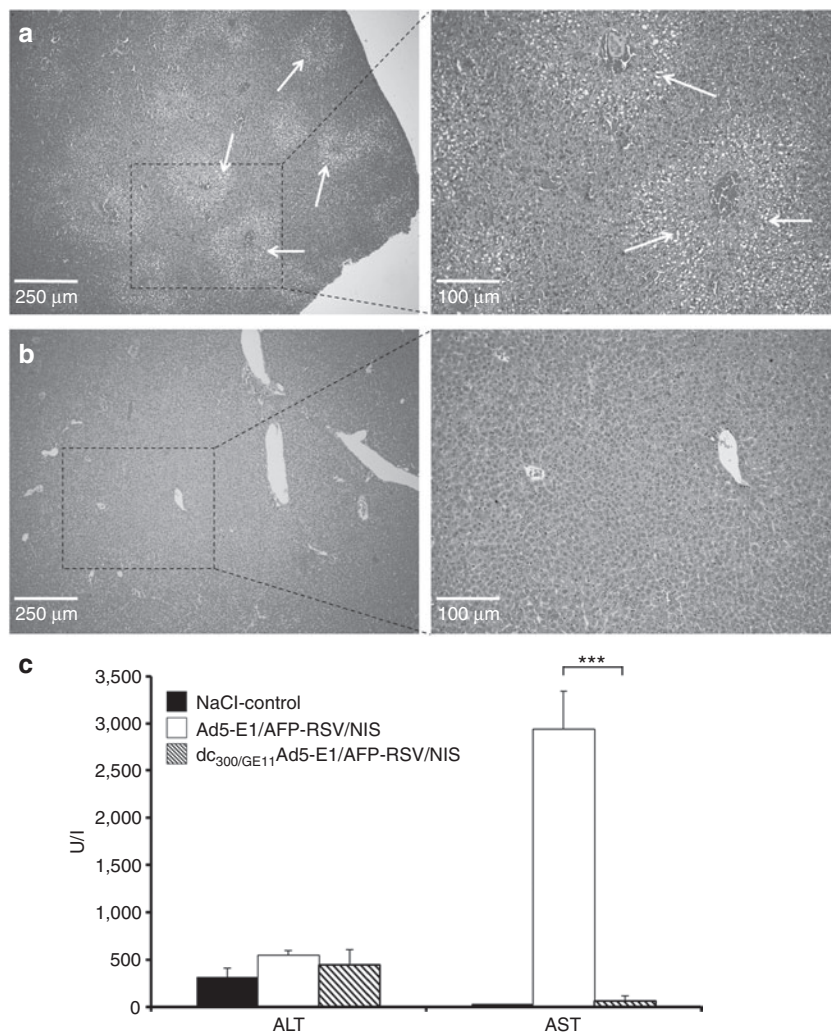 a
250 μm
100 μm
b
250 μm
100 μm
c
3,500
3,000
2,500
2,000
1,500
1,000
500
0
U/l
NaCl-control
Ad5-E1/AFP-RSV/NIS
dc300/GE11Ad5-E1/AFP-RSV/NIS
***
ALT
AST